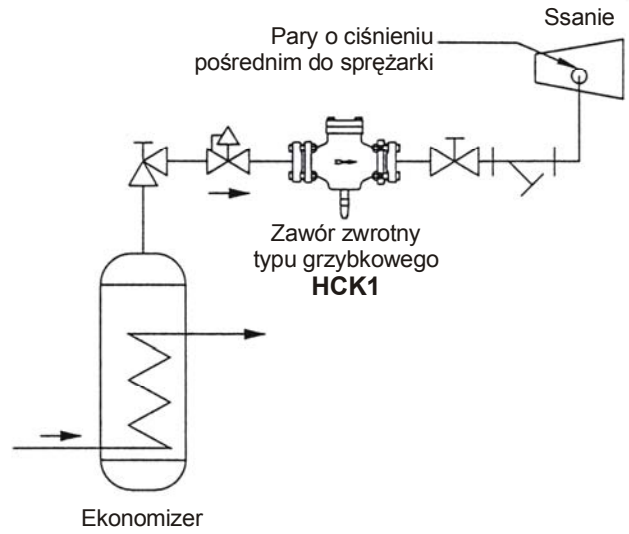 Ssanie
Pary o ciśnieniu
pośrednim do sprężarki
Zawór zwrotny
typu grzybkowego
HCK1
Ekonomizer